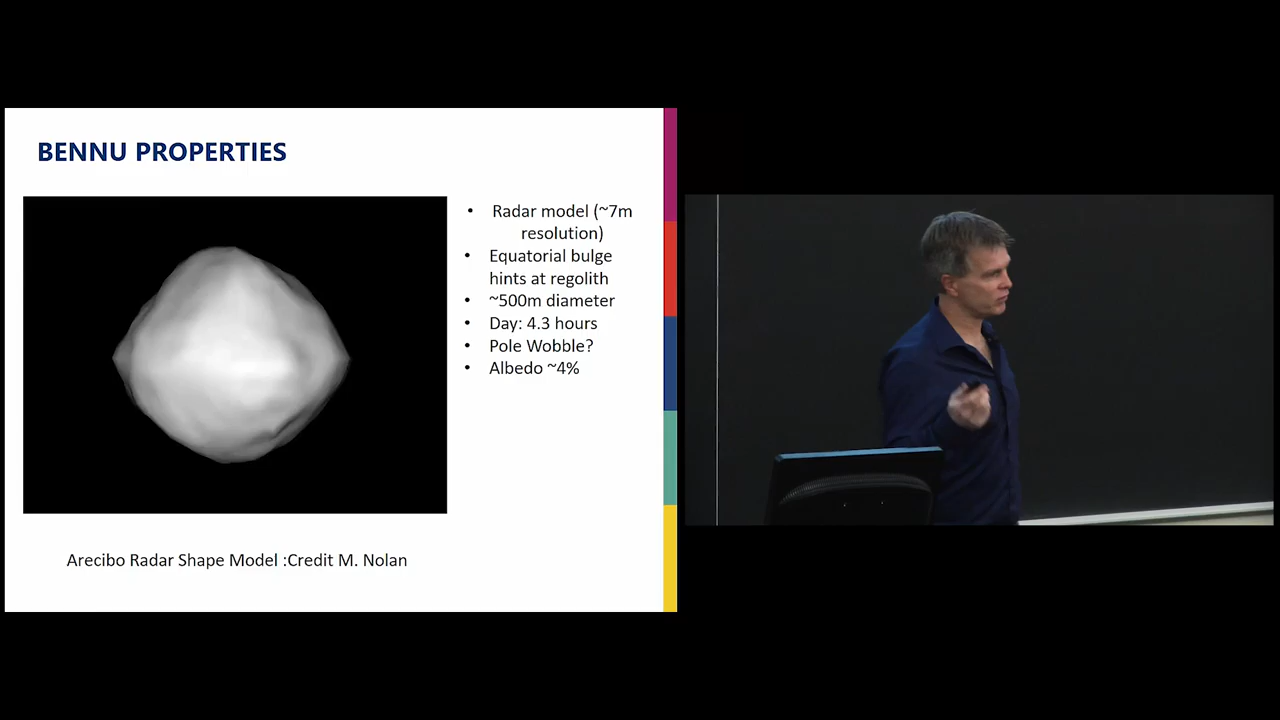 BENNU PROPERTIES
• Radar model (~7m
resolution)
• Equatorial bulge
hints at regolith
• ~500m diameter
• Day: 4.3 hours
• Pole Wobble?
• Albedo ~4%
Arecibo Radar Shape Model :Credit M. Nolan